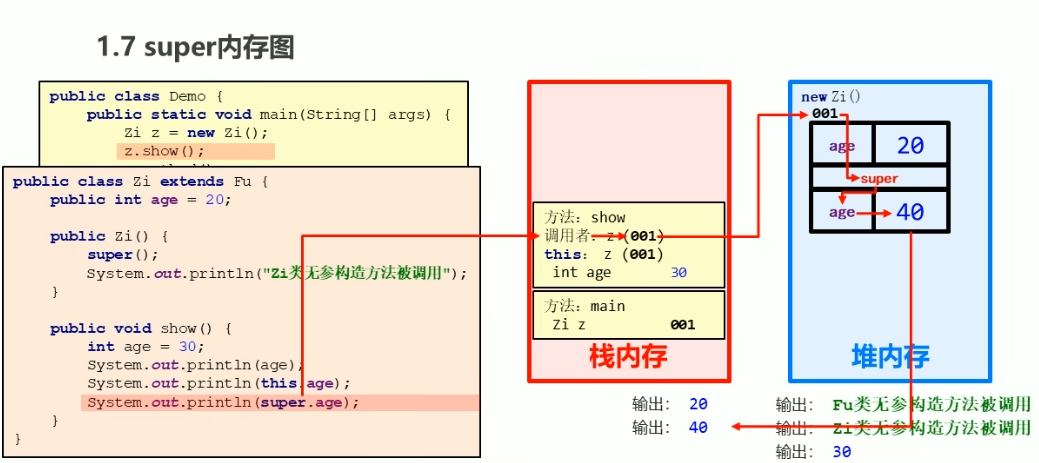 1.7 super内存图
public class Demo {
public static void main(String[] args) {
Zi z = new Zi();
z.show();
public class Zi extends Fu {
public int age = 20;
public Zi() {
super();
System.out.println("Zi类无参构造方法被调用");
}
public void show() {
int age = 30;
System.out.println(age);
System.out.println(this.age);
System.out.println(super.age);
}
}
方法：show
调用者：z (001)
this：z (001)
int age 30
方法：main
Zi z 001
栈内存
new Zi()
001
age 20
super
age 40
堆内存
输出： 20
输出： 40
输出： Fu类无参构造方法被调用
输出： Zi类无参构造方法被调用
输出： 30